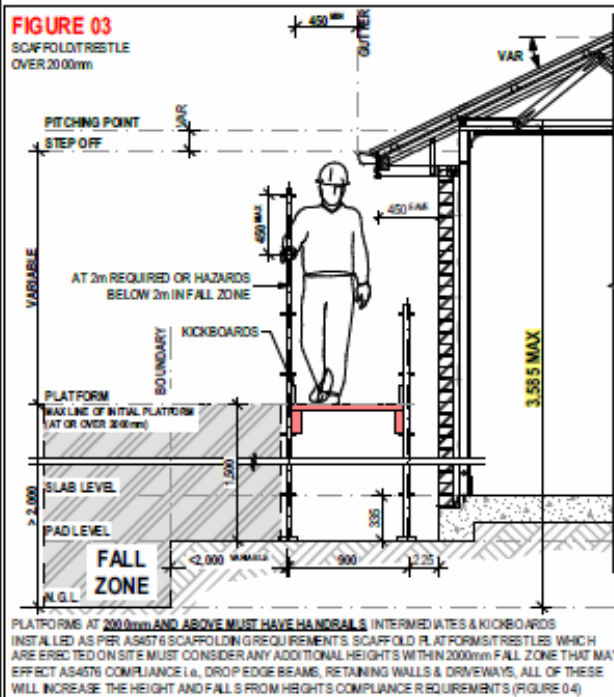 FIGURE 03
SCAFFOLD/TRESTLE
OVER 2000mm
450 MIN
GUTTER
VAR
PITCHING POINT
VAR
STEP OFF
450 MAX
450 EAVE
VARIABLE
AT 2m REQUIRED OR HAZARDS
BELOW 2m IN FALL ZONE
BOUNDARY
KICKBOARDS
3,585 MAX
PLATFORM
MAX LINE OF INITIAL PLATFORM
(AT OR OVER 2000mm)
1,500
> 2,000
SLAB LEVEL
335
PAD LEVEL
FALL
ZONE
<2,000 VARIABLE
900
225
N.G.L
PLATFORMS AT 2000mm AND ABOVE MUST HAVE HANDRAILS, INTERMEDIATES & KICKBOARDS
INSTALLED AS PER AS4576 SCAFFOLDING REQUIREMENTS. SCAFFOLD PLATFORMS/TRESTLES WHICH
ARE ERECTED ON SITE MUST CONSIDER ANY ADDITIONAL HEIGHTS WITHIN 2000mm FALL ZONE THAT MAY
EFFECT AS4576 COMPLIANCE i.e., DROP EDGE BEAMS, RETAINING WALLS & DRIVEWAYS, ALL OF THESE
WILL INCREASE THE HEIGHT AND FALLS FROM HEIGHTS COMPLIANCE REQUIREMENTS (FIGURE 04)